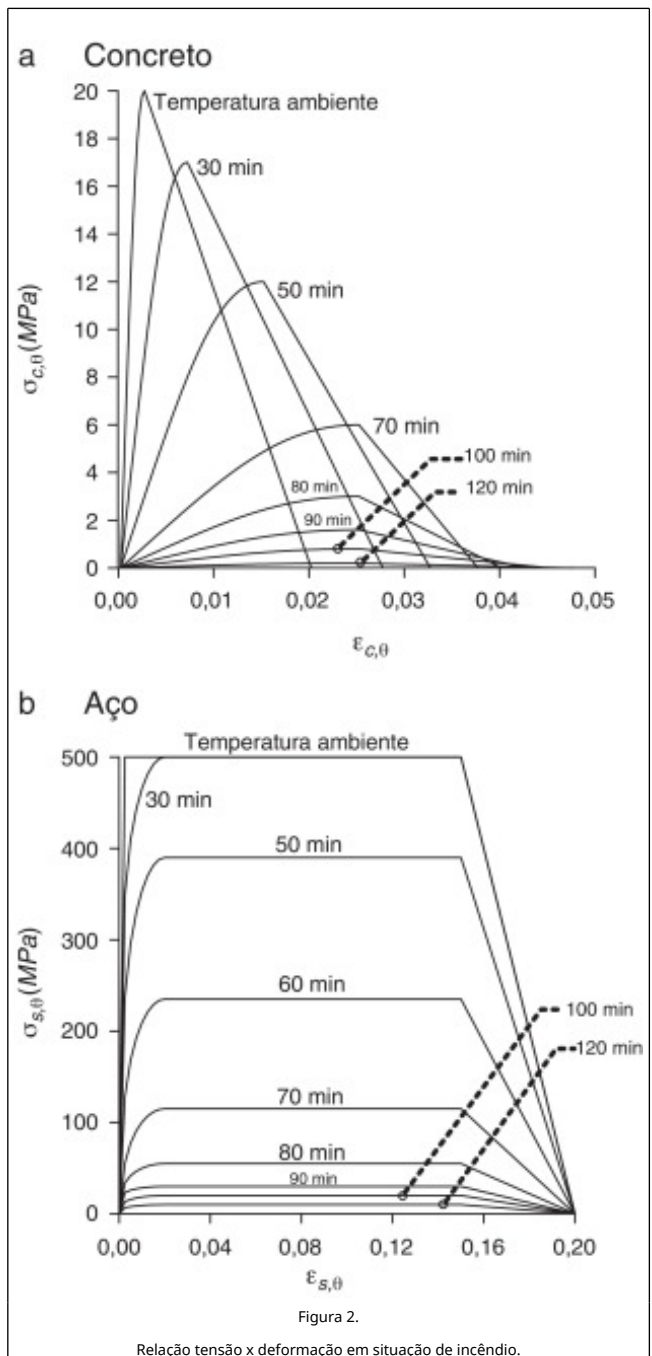 a Concreto
20
Temperatura ambiente
18
30 min
16
14
12
50 min
10
σc,θ(MPa)
8
6
70 min
100 min
4
80 min
120 min
2
90 min
0
0,00 0,01 0,02 0,03 0,04 0,05
εc,θ
b Aço
Temperatura ambiente
500
30 min
400
50 min
300
σs,θ(MPa)
60 min
100 min
200
120 min
70 min
100
80 min
90 min
0
0,00 0,04 0,08 0,12 0,16 0,20
εs,θ
Figura 2.
Relação tensão x deformação em situação de incêndio.